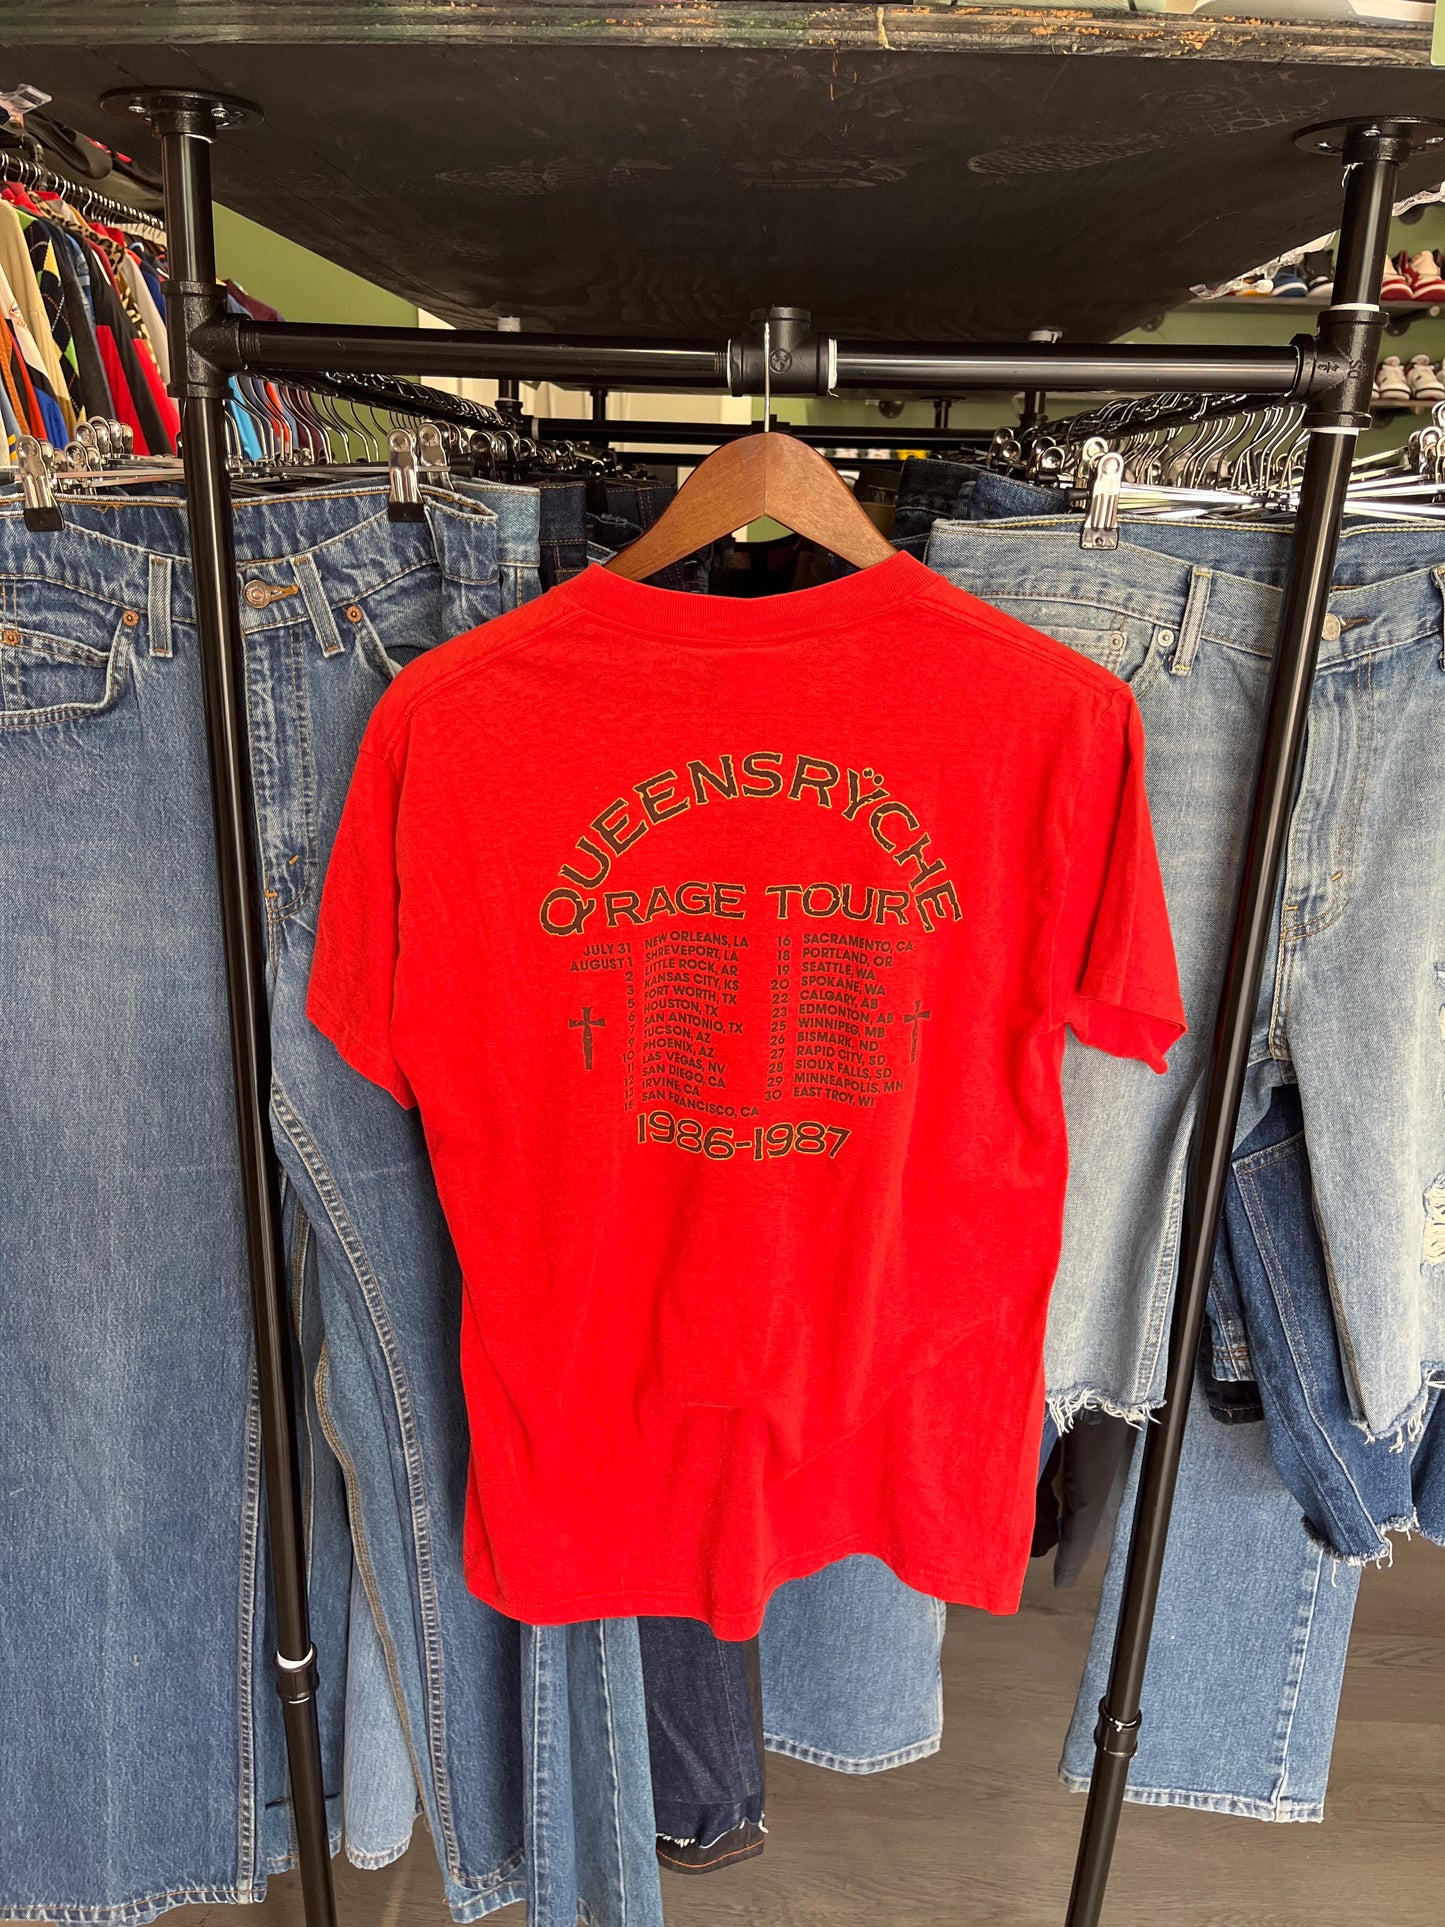 QUEENSRŸCHE
RAGE TOUR
JULY 31 NEW ORLEANS, LA
AUGUST 1 SHREVEPORT, LA
2 LITTLE ROCK, AR
3 KANSAS CITY, KS
5 FORT WORTH, TX
6 HOUSTON, TX
7 SAN ANTONIO, TX
9 TUCSON, AZ
10 PHOENIX, AZ
11 LAS VEGAS, NV
12 SAN DIEGO, CA
13 IRVINE, CA
15 SAN FRANCISCO, CA
16 SACRAMENTO, CA
18 PORTLAND, OR
19 SEATTLE, WA
20 SPOKANE, WA
22 CALGARY, AB
23 EDMONTON, AB
25 WINNIPEG, MB
26 BISMARK, ND
27 RAPID CITY, SD
28 SIOUX FALLS, SD
29 MINNEAPOLIS, MN
30 EAST TROY, WI
1986-1987